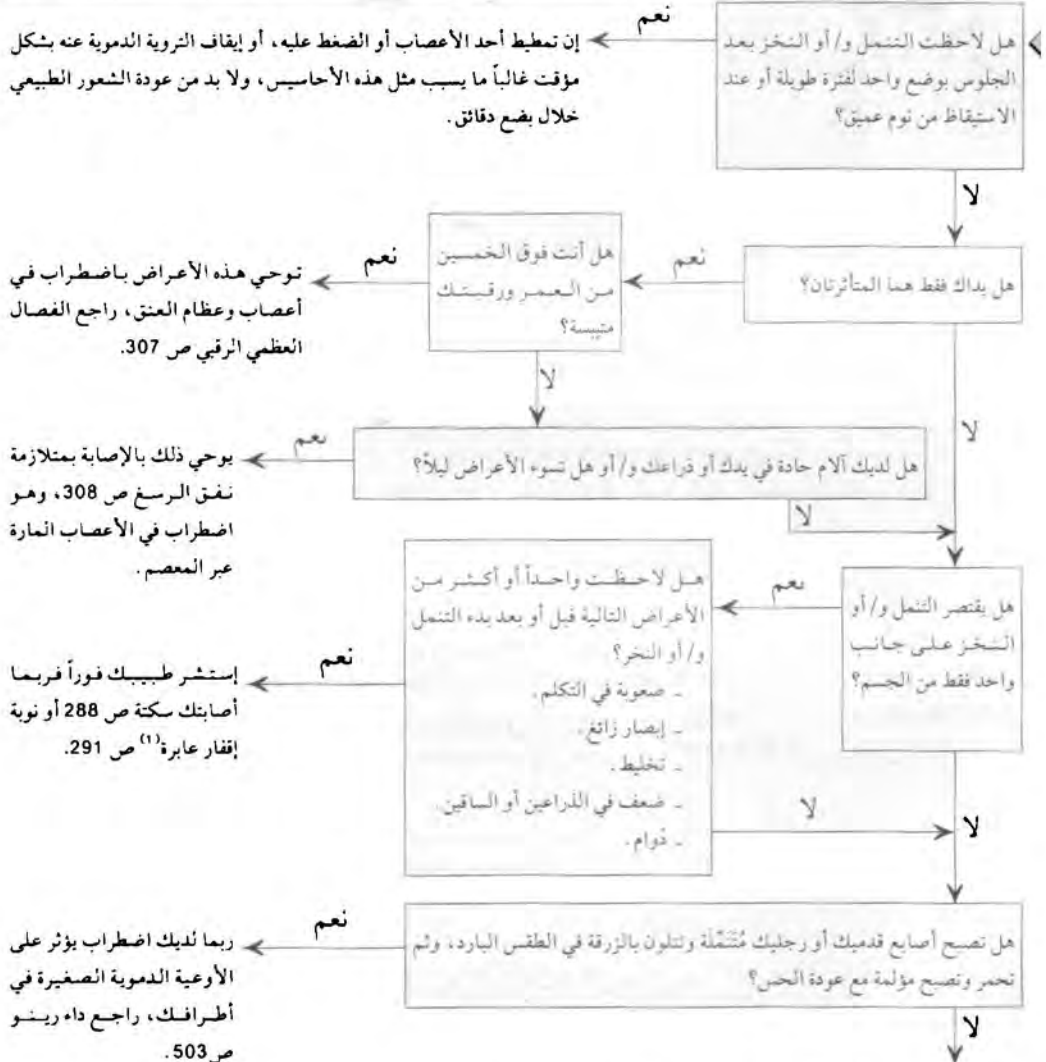 هل لاحظت التنمل و/ أو النخز بعد
الجلوس بوضع واحد لفترة طويلة أو عند
الاستيقاظ من نوم عميق؟
نعم
إن تمطيط أحد الأعصاب أو الضغط عليه، أو إيقاف التروية الدموية عنه بشكل
مؤقت غالباً ما يسبب مثل هذه الأحاسيس، ولا بد من عودة الشعور الطبيعي
خلال بضع دقائق.
لا
هل يداك فقط هما المتأثرتان؟
نعم
هل أنت فوق الخمسين
من العمر ورقبتك
متيبسة؟
نعم
توحي هذه الأعراض باضطراب في
أعصاب وعظام العنق، راجع الفصال
العظمي الرقبي ص 307.
لا
لا
هل لديك آلام حادة في يدك أو ذراعك و/ أو هل تسوء الأعراض ليلاً؟
نعم
يوحي ذلك بالإصابة بمتلازمة
نفق الرسغ ص 308، وهو
اضطراب في الأعصاب المارة
عبر المعصم.
لا
هل يقتصر التنمل و/ أو
النخز على جانب
واحد فقط من الجسم؟
نعم
هل لاحظت واحداً أو أكثر من
الأعراض التالية قبل أو بعد بدء التنمل
و/ أو النخر؟
ـ صعوبة في التكلم.
ـ إبصار زائغ.
ـ تخليط.
ـ ضعف في الذراعين أو الساقين.
ـ دُوام.
نعم
إستشر طبيبك فوراً فربما
أصابتك سكتة ص 288 أو نوبة
إقفار عابرة(١) ص 291.
لا
لا
هل تصبح أصابع قدميك أو رجليك مُتَنَمِّلَة وتتلون بالزرقة في الطقس البارد، وثم
تحمر وتصبح مؤلمة مع عودة الحس؟
نعم
ربما لديك اضطراب يؤثر على
الأوعية الدموية الصغيرة في
أطرافك، راجع داء رينو
ص503.
لا